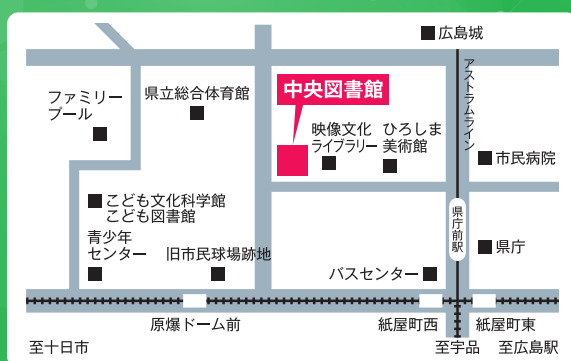 広島城
アストラムライン
中央図書館
県立総合体育館
ファミリー
プール
映像文化
ライブラリー
ひろしま
美術館
市民病院
こども文化科学館
こども図書館
県庁前駅
青少年
センター
旧市民球場跡地
県庁
バスセンター
原爆ドーム前
紙屋町西
紙屋町東
至十日市
至宇品
至広島駅